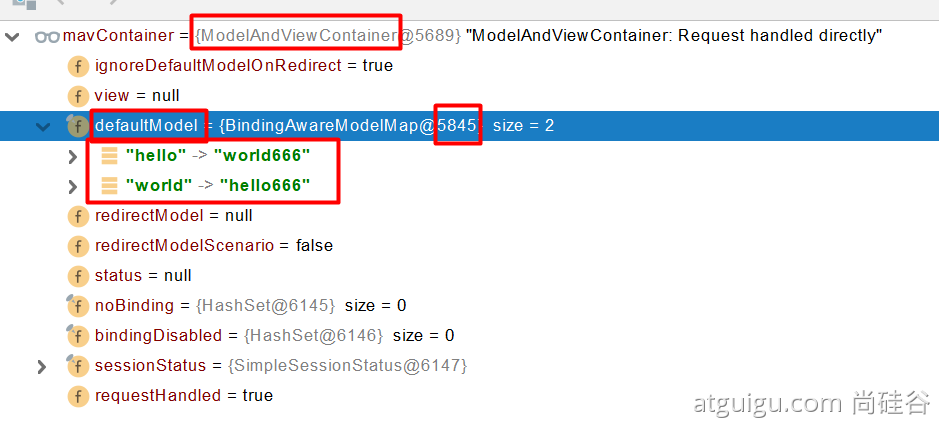 mavContainer = {ModelAndViewContainer@5689} "ModelAndViewContainer: Request handled directly"
f ignoreDefaultModelOnRedirect = true
f view = null
f defaultModel = {BindingAwareModelMap@5845} size = 2
"hello" -> "world666"
"world" -> "hello666"
f redirectModel = null
f redirectModelScenario = false
f status = null
f noBinding = {HashSet@6145} size = 0
f bindingDisabled = {HashSet@6146} size = 0
f sessionStatus = {SimpleSessionStatus@6147}
f requestHandled = true
atguigu.com 尚硅谷